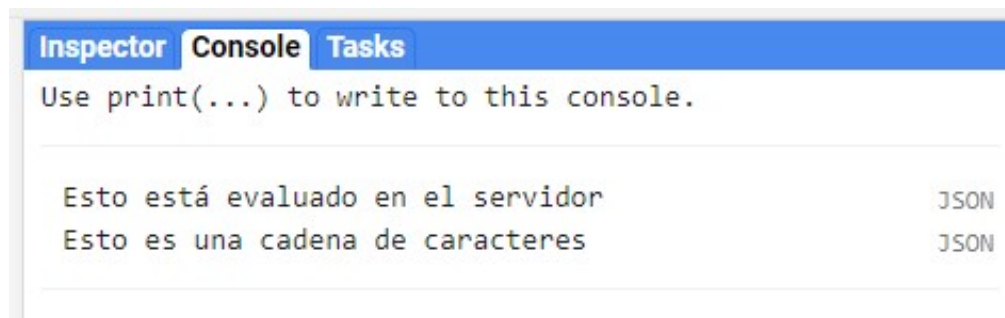 Inspector Console Tasks
Use print(...) to write to this console.
Esto está evaluado en el servidor JSON
Esto es una cadena de caracteres JSON